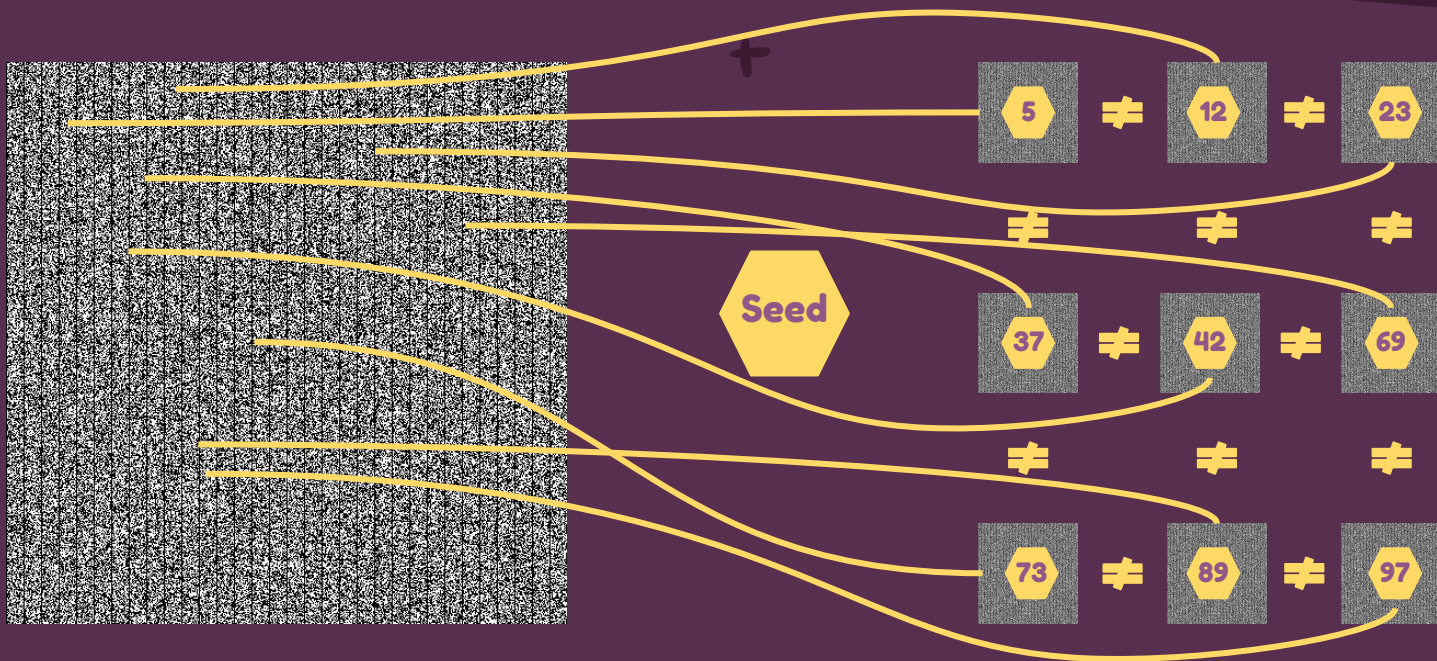 5 ≠ 12 ≠ 23
≠ ≠ ≠
Seed
37 ≠ 42 ≠ 69
≠ ≠ ≠
73 ≠ 89 ≠ 97